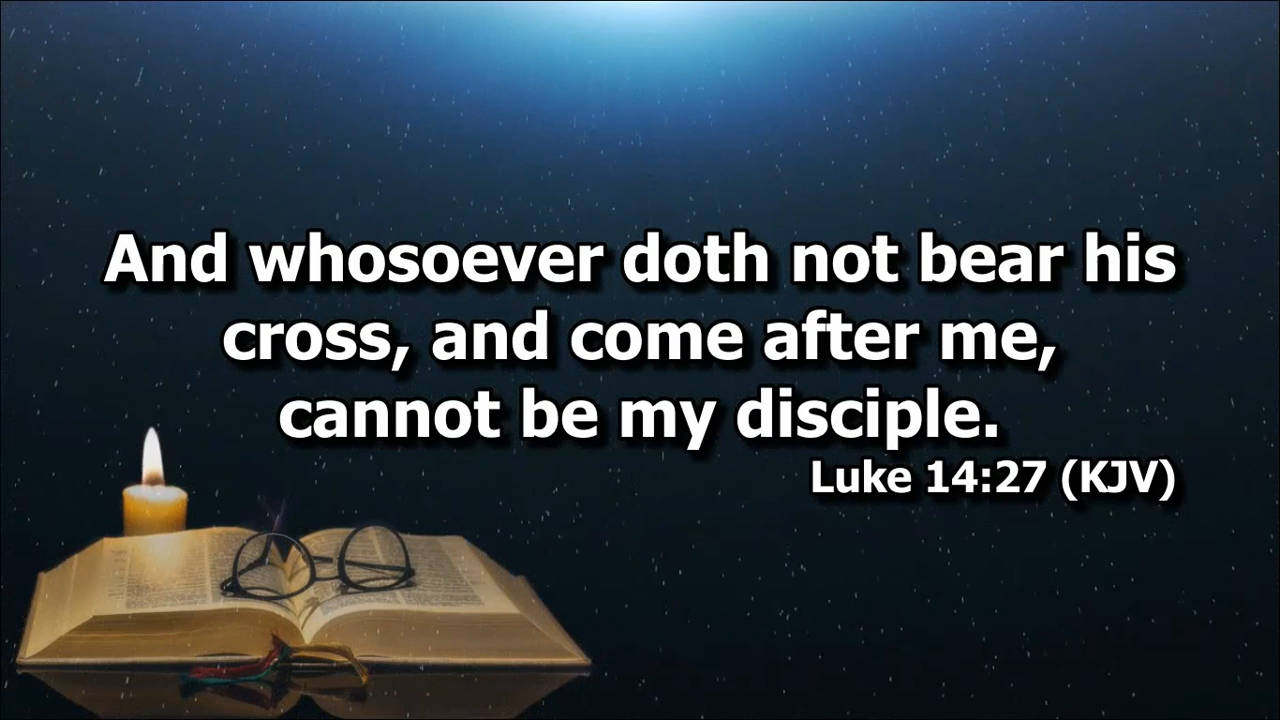 And whosoever doth not bear his
cross, and come after me,
cannot be my disciple.
Luke 14:27 (KJV)